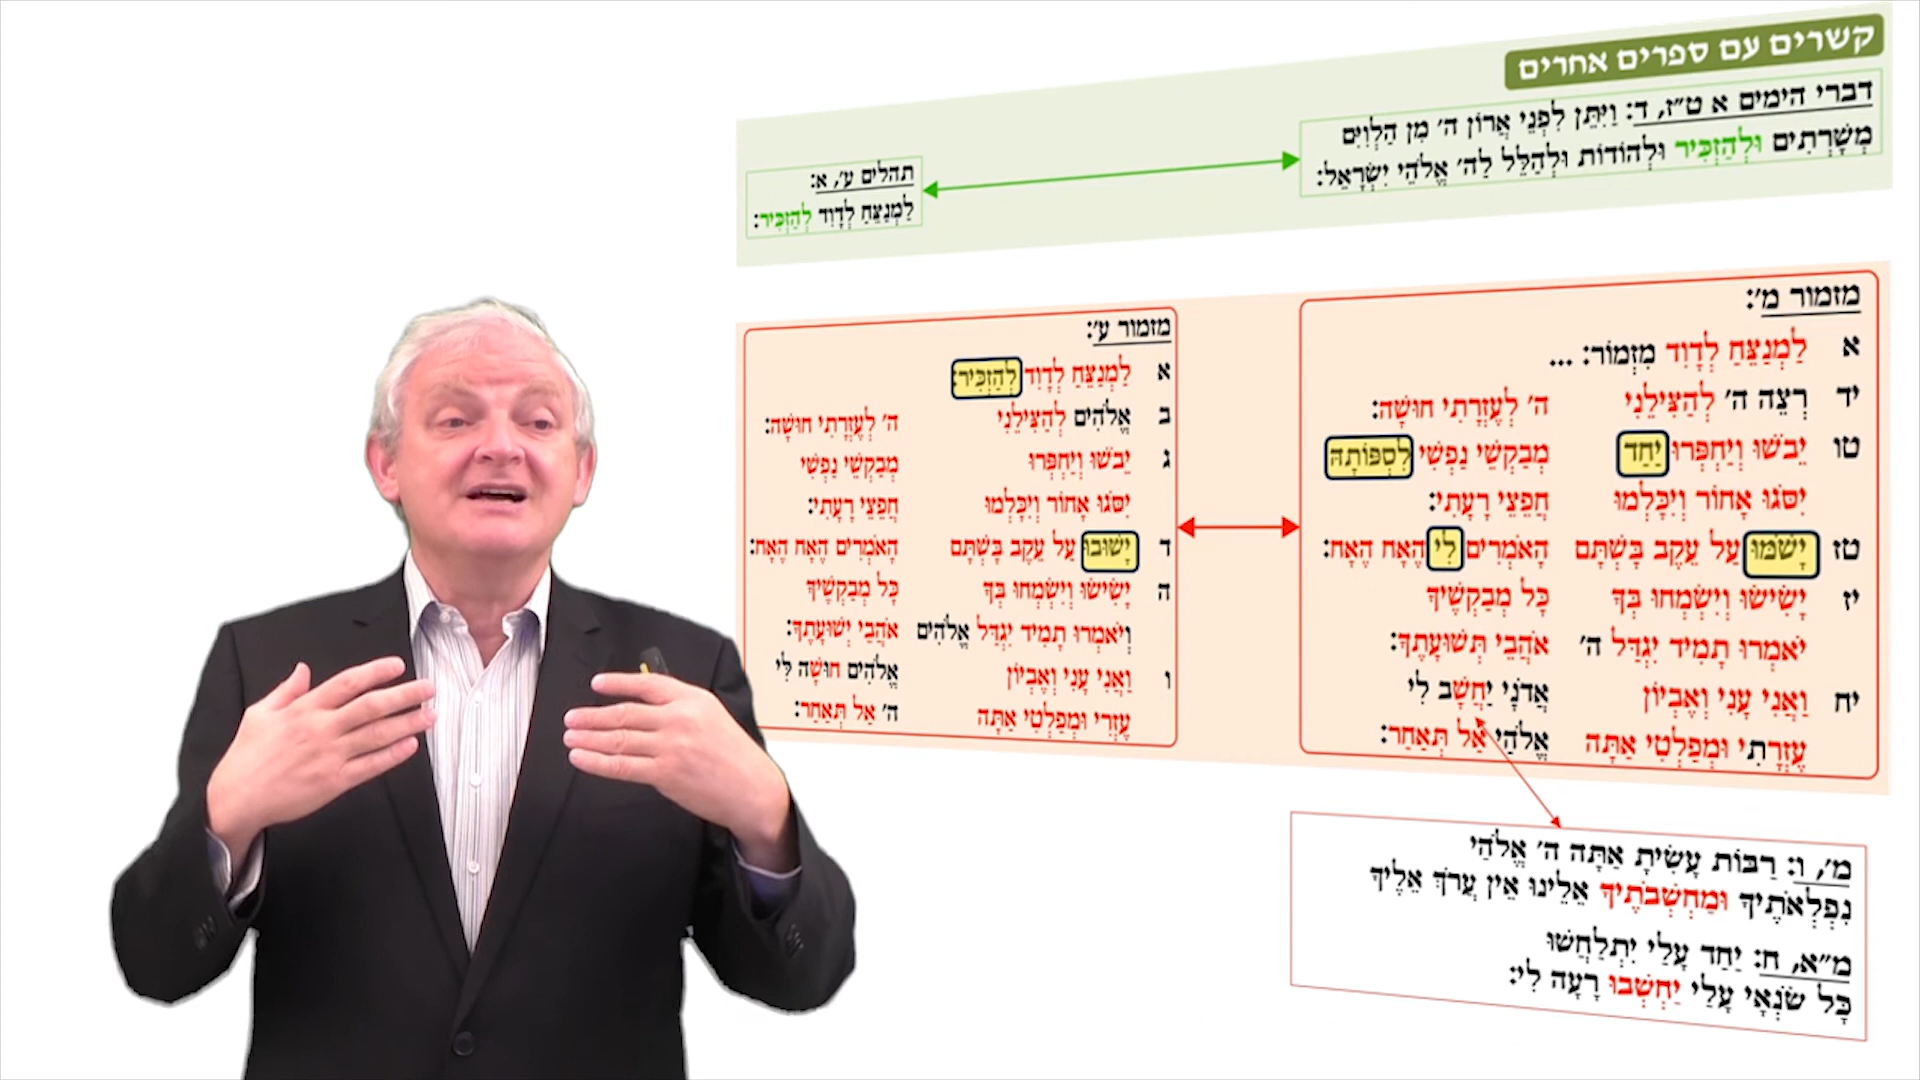 קשרים עם ספרים אחרים
דברי הימים א ט״ז, ד: וַיִּתֵּן לִפְנֵי אֲרוֹן ה׳ מִן הַלְוִיִּם
מְשָׁרְתִים וּלְהַזְכִּיר וּלְהוֹדוֹת וּלְהַלֵּל לַה׳ אֱלֹהֵי יִשְׂרָאֵל:
תהלים ע׳, א:
לַמְנַצֵּחַ לְדָוִד לְהַזְכִּיר:
מזמור מ׳:
א לַמְנַצֵּחַ לְדָוִד מִזְמוֹר: ...
יד רְצֵה ה׳ לְהַצִּילֵנִי ה׳ לְעֶזְרָתִי חוּשָׁה:
טו יֵבֹשׁוּ וְיַחְפְּרוּ יַחַד מְבַקְשֵׁי נַפְשִׁי לִסְפּוֹתָהּ
יִסֹּגוּ אָחוֹר וְיִכָּלְמוּ חֲפֵצֵי רָעָתִי:
טז יָשֹׁמּוּ עַל עֵקֶב בָּשְׁתָּם הָאֹמְרִים לִי הֶאָח הֶאָח:
יז יָשִׂישׂוּ וְיִשְׂמְחוּ בְּךָ כָּל מְבַקְשֶׁיךָ
יֹאמְרוּ תָמִיד יִגְדַּל ה׳ אֹהֲבֵי תְּשׁוּעָתֶךָ:
יח וַאֲנִי עָנִי וְאֶבְיוֹן אֲדֹנָי יַחֲשָׁב לִי
עֶזְרָתִי וּמְפַלְטִי אַתָּה אֱלֹהַי אַל תְּאַחַר:
מזמור ע׳:
א לַמְנַצֵּחַ לְדָוִד לְהַזְכִּיר:
ב אֱלֹהִים לְהַצִּילֵנִי ה׳ לְעֶזְרָתִי חוּשָׁה:
ג יֵבֹשׁוּ וְיַחְפְּרוּ מְבַקְשֵׁי נַפְשִׁי
יִסֹּגוּ אָחוֹר וְיִכָּלְמוּ חֲפֵצֵי רָעָתִי:
ד יָשׁוּבוּ עַל עֵקֶב בָּשְׁתָּם הָאֹמְרִים הֶאָח הֶאָח:
ה יָשִׂישׂוּ וְיִשְׂמְחוּ בְּךָ כָּל מְבַקְשֶׁיךָ
וְיֹאמְרוּ תָמִיד יִגְדַּל אֱלֹהִים אֹהֲבֵי יְשׁוּעָתֶךָ:
ו וַאֲנִי עָנִי וְאֶבְיוֹן אֱלֹהִים חוּשָׁה לִּי
עֶזְרִי וּמְפַלְטִי אַתָּה ה׳ אַל תְּאַחַר:
מ׳, ו: רַבּוֹת עָשִׂיתָ אַתָּה ה׳ אֱלֹהַי
נִפְלְאֹתֶיךָ וּמַחְשְׁבֹתֶיךָ אֵלֵינוּ אֵין עֲרֹךְ אֵלֶיךָ
מ״א, ח: יַחַד עָלַי יִתְלַחֲשׁוּ
כָּל שֹׂנְאָי עָלַי יַחְשְׁבוּ רָעָה לִי: